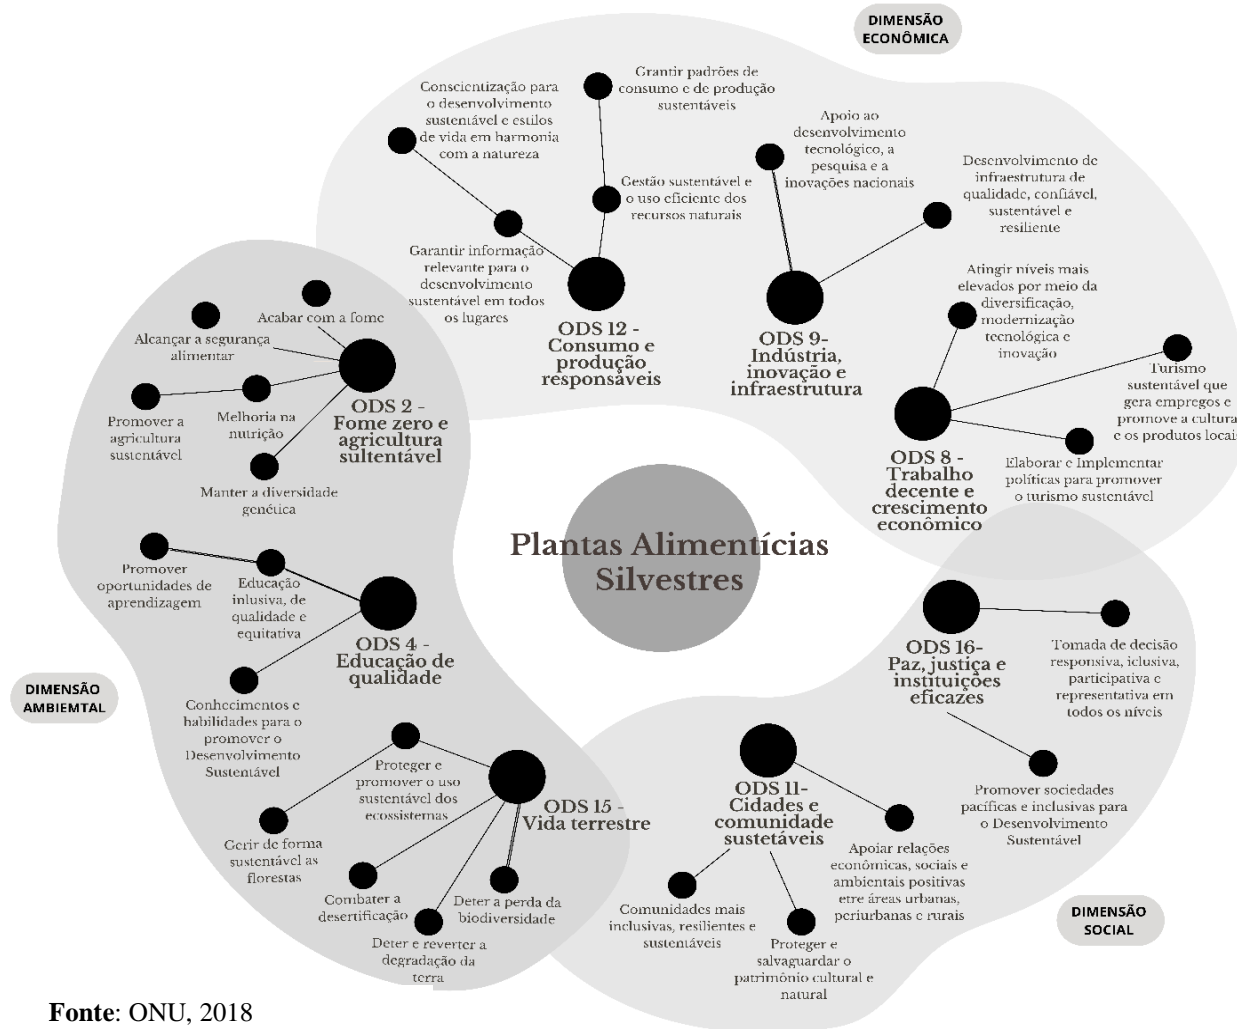 DIMENSÃO
ECONÔMICA
Conscientização para
o desenvolvimento
sustentável e estilos
de vida em harmonia
com a natureza
Grantir padrões de
consumo e de produção
sustentáveis
Apoio ao
desenvolvimento
tecnológico, a
pesquisa e a
inovações nacionais
Desenvolvimento de
infraestrutura de
qualidade, confiável,
sustentável e
resiliente
Gestão sustentável e
o uso eficiente dos
recursos naturais
Garantir informação
relevante para o
desenvolvimento
sustentável em todos
os lugares
Atingir níveis mais
elevados por meio da
diversificação,
modernização
tecnológica e
inovação
ODS 12 -
Consumo e
produção
responsáveis
ODS 9-
Indústria,
inovação e
infraestrutura
Turismo
sustentável que
gera empregos e
promove a cultura
e os produtos locais
ODS 8 -
Trabalho
decente e
crescimento
econômico
Elaborar e Implementar
políticas para promover
o turismo sustentável
Acabar com a fome
Alcançar a segurança
alimentar
Promover a
agricultura
sustentável
Melhoria na
nutrição
ODS 2 -
Fome zero e
agricultura
sultentável
Manter a diversidade
genética
Plantas Alimentícias
Silvestres
Promover
oportunidades de
aprendizagem
Educação
inlusiva, de
qualidade e
equitativa
ODS 4 -
Educação de
qualidade
Conhecimentos e
habilidades para o
promover o
Desenvolvimento
Sustentável
DIMENSÃO
AMBIEMTAL
ODS 16-
Paz, justiça e
instituições
eficazes
Tomada de decisão
responsiva, iclusiva,
participativa e
representativa em
todos os níveis
Promover sociedades
pacíficas e inclusivas para
o Desenvolvimento
Sustentável
Proteger e
promover o uso
sustentável dos
ecossistemas
ODS 15 -
Vida terrestre
Gerir de forma
sustentável as
florestas
Combater a
desertificação
Deter a perda da
biodiversidade
Deter e reverter a
degradação da
terra
ODS 11-
Cidades e
comunidade
sustetáveis
Apoiar relações
econômicas, sociais e
ambientais positivas
etre áreas urbanas,
periurbanas e rurais
Comunidades mais
inclusivas, resilientes e
sustentáveis
Proteger e
salvaguardar o
patrimônio cultural e
natural
DIMENSÃO
SOCIAL
Fonte: ONU, 2018